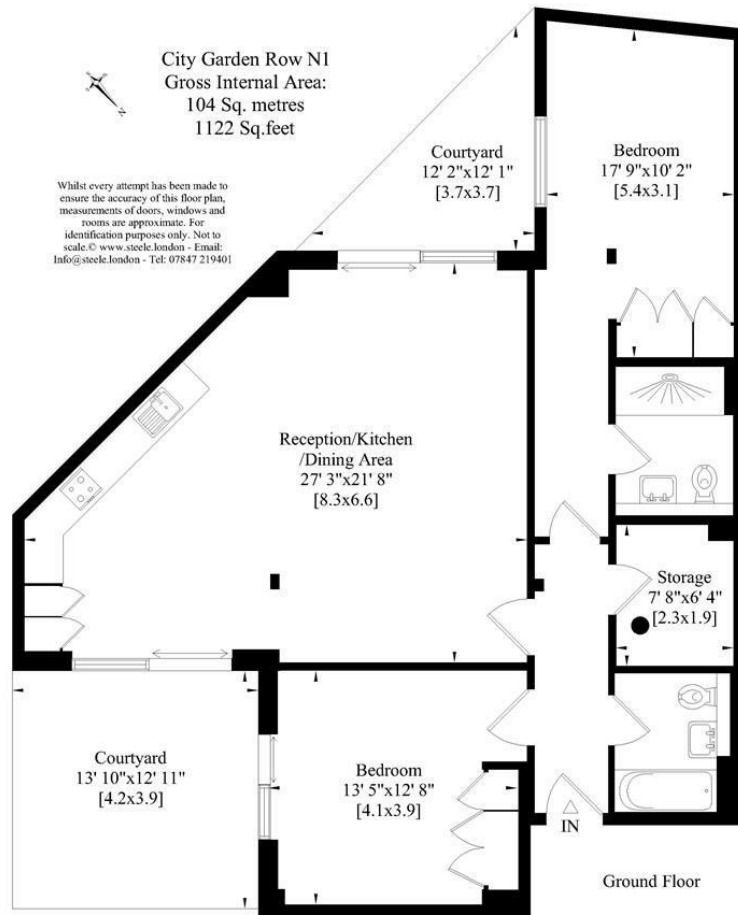 City Garden Row N1
Gross Internal Area:
104 Sq. metres
1122 Sq.feet
N
Whilst every attempt has been made to
ensure the accuracy of this floor plan,
measurements of doors, windows and
rooms are approximate. For
identification purposes only. Not to
scale.© www.steele.london - Email:
Info@steele.london - Tel: 07847 219401
Courtyard
12' 2"x12' 1"
[3.7x3.7]
Bedroom
17' 9"x10' 2"
[5.4x3.1]
Reception/Kitchen
/Dining Area
27' 3"x21' 8"
[8.3x6.6]
Storage
7' 8"x6' 4"
[2.3x1.9]
Courtyard
13' 10"x12' 11"
[4.2x3.9]
Bedroom
13' 5"x12' 8"
[4.1x3.9]
IN
Ground Floor